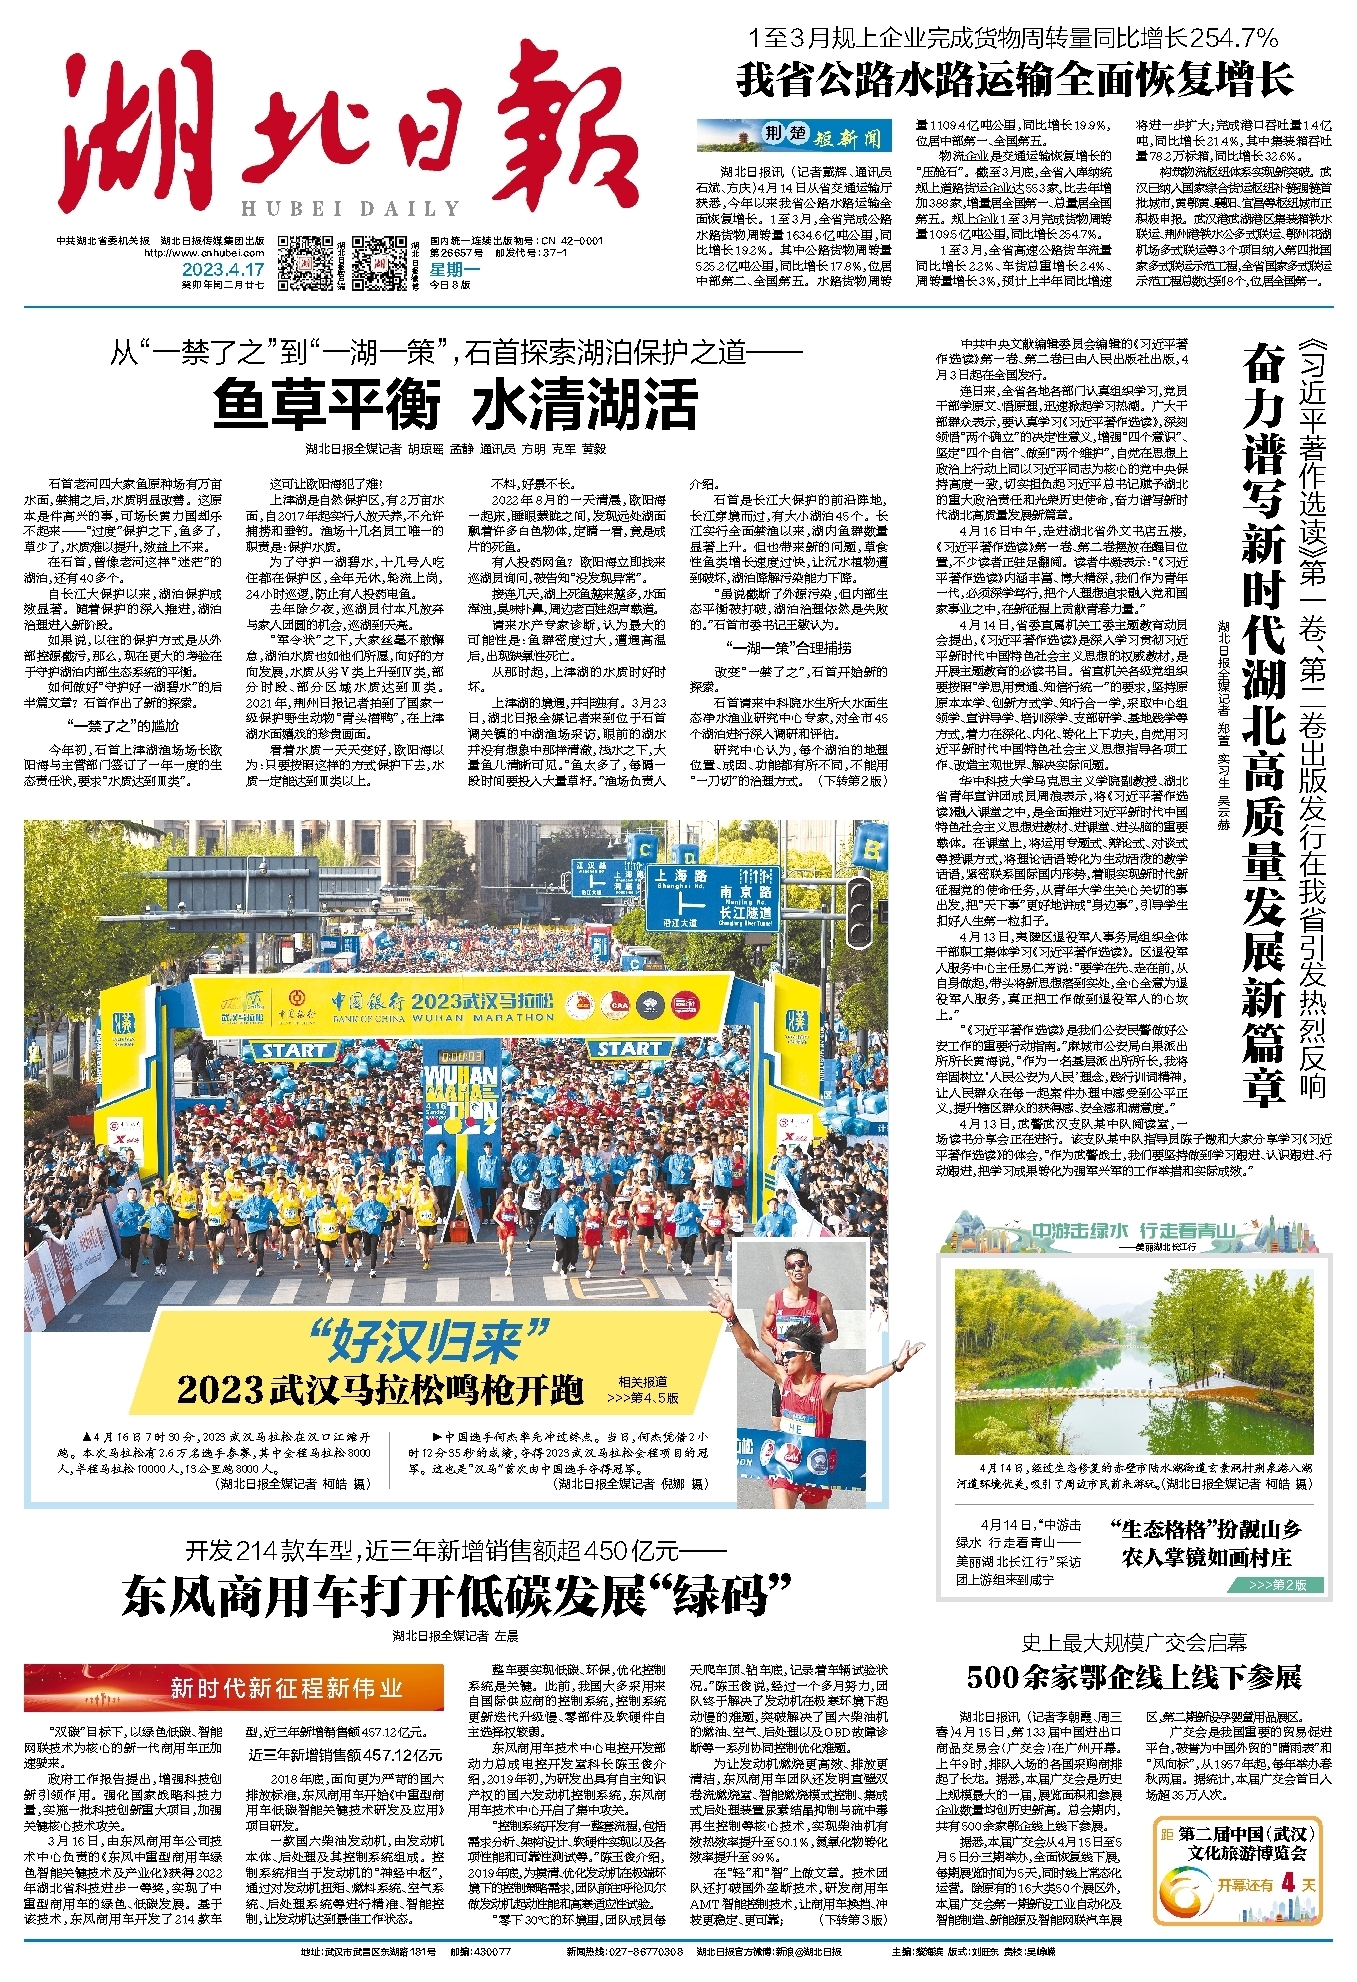 湖北日報
HUBEI DAILY
中共湖北省委机关报 湖北日报传媒集团出版
http://www.cnhubei.com
2023.4.17
癸卯年闰二月廿七
国内统一连续出版物号:CN 42-0001
第26657号 邮发代号:37-1
星期一
今日8版
1至3月规上企业完成货物周转量同比增长254.7%
我省公路水路运输全面恢复增长
荆楚短新闻
湖北日报讯(记者戴辉、通讯员
石斌、方庆)4月14日从省交通运输厅
获悉,今年以来我省公路水路运输全
面恢复增长。1至3月,全省完成公路
水路货物周转量1634.6亿吨公里,同
比增长19.2%。其中公路货物周转量
525.2亿吨公里,同比增长17.8%,位居
中部第二、全国第五。水路货物周转
量1109.4亿吨公里,同比增长19.9%,
位居中部第一、全国第五。
物流企业是交通运输恢复增长的
“压舱石”。截至3月底,全省入库纳统
规上道路货运企业达553家,比去年增
加388家,增量居全国第一、总量居全国
第五。规上企业1至3月完成货物周转
量109.5亿吨公里,同比增长254.7%。
1至3月,全省高速公路货车流量
同比增长2.2%、车货总重增长2.4%、
周转量增长3%,预计上半年同比增速
将进一步扩大;完成港口吞吐量1.4亿
吨,同比增长21.4%,其中集装箱吞吐
量78.2万标箱,同比增长32.6%。
构筑物流枢纽体系实现新突破。武
汉已纳入国家综合货运枢纽补链强链首
批城市,黄鄂黄、襄阳、宜昌等枢纽城市正
积极申报。武汉港武湖港区集装箱铁水
联运、荆州港铁水公多式联运、鄂州花湖
机场多式联运等3个项目纳入第四批国
家多式联运示范工程,全省国家多式联运
示范工程总数达到8个,位居全国第一。
从“一禁了之”到“一湖一策”,石首探索湖泊保护之道——
鱼草平衡 水清湖活
湖北日报全媒记者 胡琼瑶 孟静 通讯员 方明 克军 黄毅
石首老河四大家鱼原种场有万亩
水面,禁捕之后,水质明显改善。这原
本是件高兴的事,可场长黄力国却乐
不起来——“过度”保护之下,鱼多了,
草少了,水质难以提升,效益上不来。
在石首,曾像老河这样“迷茫”的
湖泊,还有40多个。
自长江大保护以来,湖泊保护成
效显著。随着保护的深入推进,湖泊
治理进入新阶段。
如果说,以往的保护方式是从外
部控源截污,那么,现在更大的考验在
于守护湖泊内部生态系统的平衡。
如何做好“守护好一湖碧水”的后
半篇文章?石首作出了新的探索。
“一禁了之”的尴尬
今年初,石首上津湖渔场场长欧
阳海与主管部门签订了一年一度的生
态责任状,要求“水质达到Ⅲ类”。
这可让欧阳海犯了难!
上津湖是自然保护区,有2万亩水
面,自2017年起实行人放天养,不允许
捕捞和垂钓。渔场十几名员工唯一的
职责是:保护水质。
为了守护一湖碧水,十几号人吃
住都在保护区,全年无休,轮流上岗,
24小时巡逻,防止有人投药电鱼。
去年除夕夜,巡湖员付本凡放弃
与家人团圆的机会,巡湖到天亮。
“军令状”之下,大家丝毫不敢懈
怠,湖泊水质也如他们所愿,向好的方
向发展,水质从劣Ⅴ类上升到Ⅳ类,部
分时段、部分区域水质达到Ⅲ类。
2021年,荆州日报记者拍到了国家一
级保护野生动物“青头潜鸭”,在上津
湖水面嬉戏的珍贵画面。
看着水质一天天变好,欧阳海以
为:只要按照这样的方式保护下去,水
质一定能达到Ⅲ类以上。
不料,好景不长。
2022年8月的一天清晨,欧阳海
一起床,睡眼朦胧之间,发现远处湖面
飘着许多白色物体,定睛一看,竟是成
片的死鱼。
有人投药网鱼?欧阳海立即找来
巡湖员询问,被告知“没发现异常”。
接连几天,湖上死鱼越来越多,水面
浑浊,臭味扑鼻,周边老百姓怨声载道。
请来水产专家诊断,认为最大的
可能性是:鱼群密度过大,遭遇高温
后,出现缺氧性死亡。
从那时起,上津湖的水质时好时
坏。
上津湖的境遇,并非独有。3月23
日,湖北日报全媒记者来到位于石首
调关镇的中湖渔场采访,眼前的湖水
并没有想象中那样清澈,浅水之下,大
量鱼儿清晰可见。“鱼太多了,每隔一
段时间要投入大量草籽。”渔场负责人
介绍。
石首是长江大保护的前沿阵地,
长江穿境而过,有大小湖泊45个。长
江实行全面禁渔以来,湖内鱼群数量
显著上升。但也带来新的问题,草食
性鱼类增长速度过快,让沉水植物遭
到破坏,湖泊降解污染能力下降。
“虽说截断了外源污染,但内部生
态平衡被打破,湖泊治理依然是失败
的。”石首市委书记王敏认为。
“一湖一策”合理捕捞
改变“一禁了之”,石首开始新的
探索。
石首请来中科院水生所大水面生
态净水渔业研究中心专家,对全市45
个湖泊进行深入调研和评估。
研究中心认为,每个湖泊的地理
位置、成因、功能都有所不同,不能用
“一刀切”的治理方式。(下转第2版)
《习近平著作选读》第一卷、第二卷出版发行在我省引发热烈反响
奋力谱写新时代湖北高质量发展新篇章
湖北日报全媒记者 郑萱 实习生 吴云赫
中共中央文献编辑委员会编辑的《习近平著
作选读》第一卷、第二卷已由人民出版社出版,4
月3日起在全国发行。
连日来,全省各地各部门认真组织学习,党员
干部学原文、悟原理,迅速掀起学习热潮。广大干
部群众表示,要认真学习《习近平著作选读》,深刻
领悟“两个确立”的决定性意义,增强“四个意识”、
坚定“四个自信”、做到“两个维护”,自觉在思想上
政治上行动上同以习近平同志为核心的党中央保
持高度一致,切实担负起习近平总书记赋予湖北
的重大政治责任和光荣历史使命,奋力谱写新时
代湖北高质量发展新篇章。
4月16日中午,走进湖北省外文书店五楼,
《习近平著作选读》第一卷、第二卷摆放在醒目位
置,不少读者正驻足翻阅。读者牛毅表示:“《习
近平著作选读》内涵丰富、博大精深,我们作为青年
一代,必须深学笃行,把个人理想追求融入党和国
家事业之中,在新征程上贡献青春力量。”
4月14日,省委直属机关工委主题教育动员
会提出,《习近平著作选读》是深入学习贯彻习近
平新时代中国特色社会主义思想的权威教材,是
开展主题教育的必读书目。省直机关各级党组织
要按照“学思用贯通、知信行统一”的要求,坚持原
原本本学、创新方式学、知行合一学,采取中心组
领学、宣讲导学、培训深学、支部研学、基地践学等
方式,着力在深化、内化、转化上下功夫,自觉用习
近平新时代中国特色社会主义思想指导各项工
作、改造主观世界、解决实际问题。
华中科技大学马克思主义学院副教授、湖北
省青年宣讲团成员周浪表示,将《习近平著作选
读》融入课堂之中,是全面推进习近平新时代中国
特色社会主义思想进教材、进课堂、进头脑的重要
载体。在课堂上,将运用专题式、辩论式、对谈式
等授课方式,将理论话语转化为生动活泼的教学
话语,紧密联系国际国内形势,着眼实现新时代新
征程党的使命任务,从青年大学生关心关切的事
出发,把“天下事”更好地讲成“身边事”,引导学生
扣好人生第一粒扣子。
4月13日,夷陵区退役军人事务局组织全体
干部职工集体学习《习近平著作选读》。区退役军
人服务中心主任易仁齐说:“要学在先、走在前,从
自身做起,带头将新思想落到实处,全心全意为退
役军人服务,真正把工作做到退役军人的心坎
上。”
“《习近平著作选读》是我们公安民警做好公
安工作的重要行动指南。”麻城市公安局白果派出
所所长黄海说,“作为一名基层派出所所长,我将
牢固树立‘人民公安为人民’理念,践行训词精神,
让人民群众在每一起案件办理中感受到公平正
义,提升辖区群众的获得感、安全感和满意度。”
4月13日,武警武汉支队某中队阅读室,一
场读书分享会正在进行。该支队某中队指导员陈子傲和大家分享学习《习近
平著作选读》的体会,“作为武警战士,我们要坚持做到学习跟进、认识跟进、行
动跟进,把学习成果转化为强军兴军的工作举措和实际成效。”
江汉路
上海路
Shanghai Rd.
南京路
Nanjing Rd.
长江隧道
沿江大道
武汉马拉松
中国银行 2023武汉马拉松
BANK OF CHINA WUHAN MARATHON
START
START
0:00:03
WUHAN
MARATHON
“好汉归来”
2023武汉马拉松鸣枪开跑
相关报道
>>>第4、5版
▲4月16日7时30分,2023武汉马拉松在汉口江滩开
跑。本次马拉松有2.6万名选手参赛,其中全程马拉松8000
人,半程马拉松10000人,13公里跑8000人。
(湖北日报全媒记者 柯皓 摄)
▶中国选手何杰率先冲过终点。当日,何杰凭借2小
时12分35秒的成绩,夺得2023武汉马拉松全程项目的冠
军。这也是“汉马”首次由中国选手夺得冠军。
(湖北日报全媒记者 倪娜 摄)
中游击绿水 行走看青山
——美丽湖北长江行
4月14日,经过生态修复的赤壁市陆水湖街道玄素洞村荆泉港入湖
河道环境优美,吸引了周边市民前来游玩。(湖北日报全媒记者 柯皓 摄)
4月14日,“中游击
绿水 行走看青山——
美丽湖北长江行”采访
团上游组来到咸宁
“生态格格”扮靓山乡
农人掌镜如画村庄
>>>第2版
开发214款车型,近三年新增销售额超450亿元——
东风商用车打开低碳发展“绿码”
湖北日报全媒记者 左晨
新时代新征程新伟业
“双碳”目标下,以绿色低碳、智能
网联技术为核心的新一代商用车正加
速驶来。
政府工作报告提出,增强科技创
新引领作用。强化国家战略科技力
量,实施一批科技创新重大项目,加强
关键核心技术攻关。
3月16日,由东风商用车公司技
术中心负责的《东风中重型商用车绿
色智能关键技术及产业化》获得2022
年湖北省科技进步一等奖,实现了中
重型商用车的绿色、低碳发展。基于
该技术,东风商用车开发了214款车
型,近三年新增销售额457.12亿元。
近三年新增销售额457.12亿元
2018年底,面向更为严苛的国六
排放标准,东风商用车开始《中重型商
用车低碳智能关键技术研发及应用》
项目研发。
一款国六柴油发动机,由发动机
本体、后处理及其控制系统组成。控
制系统相当于发动机的“神经中枢”,
通过对发动机扭矩、燃料系统、空气系
统、后处理系统等进行精准、智能控
制,让发动机达到最佳工作状态。
整车要实现低碳、环保,优化控制
系统是关键。此前,我国大多采用来
自国际供应商的控制系统,控制系统
更新迭代升级慢、零部件及软硬件自
主选择权较弱。
东风商用车技术中心电控开发部
动力总成电控开发室科长陈玉俊介
绍,2019年初,为研发出具有自主知识
产权的国六发动机控制系统,东风商
用车技术中心开启了集中攻关。
“控制系统开发有一整套流程,包括
需求分析、架构设计、软硬件实现以及各
项性能和可靠性测试等。”陈玉俊介绍,
2019年底,为摸清、优化发动机在极端环
境下的控制策略需求,团队前往呼伦贝尔
做发动机起动性能和高寒适应性试验。
“零下30℃的环境里,团队成员每
天爬车顶、钻车底,记录着车辆试验状
况。”陈玉俊说,经过一个多月努力,团
队终于解决了发动机在极寒环境下起
动慢的难题,突破解决了国六柴油机
的燃油、空气、后处理以及OBD故障诊
断等一系列协同控制优化难题。
为让发动机燃烧更高效、排放更
清洁,东风商用车团队还发明直壁双
卷流燃烧室、智能燃烧模式控制、集成
式后处理装置尿素结晶抑制与硫中毒
再生控制等核心技术,实现柴油机有
效热效率提升至50.1%,氮氧化物转化
效率提升至99%。
在“轻”和“智”上做文章。技术团
队还打破国外垄断技术,研发商用车
AMT智能控制技术,让商用车换挡、冲
坡更稳定、更可靠;(下转第3版)
史上最大规模广交会启幕
500余家鄂企线上线下参展
湖北日报讯(记者李朝霞、周三
春)4月15日,第133届中国进出口
商品交易会(广交会)在广州开幕。
上午9时,排队入场的各国采购商排
起了长龙。据悉,本届广交会是历史
上规模最大的一届,展览面积和参展
企业数量均创历史新高。总会期内,
共有500余家鄂企线上线下参展。
据悉,本届广交会从4月15日至5
月5日分三期举办,全面恢复线下展,
每期展览时间为5天,同时线上常态化
运营。除原有的16大类50个展区外,
本届广交会第一期新设工业自动化及
智能制造、新能源及智能网联汽车展
区,第二期新设孕婴童用品展区。
广交会是我国重要的贸易促进
平台,被誉为中国外贸的“晴雨表”和
“风向标”,从1957年起,每年举办春
秋两届。据统计,本届广交会首日入
场超35万人次。
距 第二届中国(武汉)
文化旅游博览会
开幕还有 4 天
地址:武汉市武昌区东湖路181号 邮编:430077 新闻热线:027-86770308 湖北日报官方微博:新浪@湖北日报 主编:黎海滨 版式:刘阳东 责校:吴峥嵘